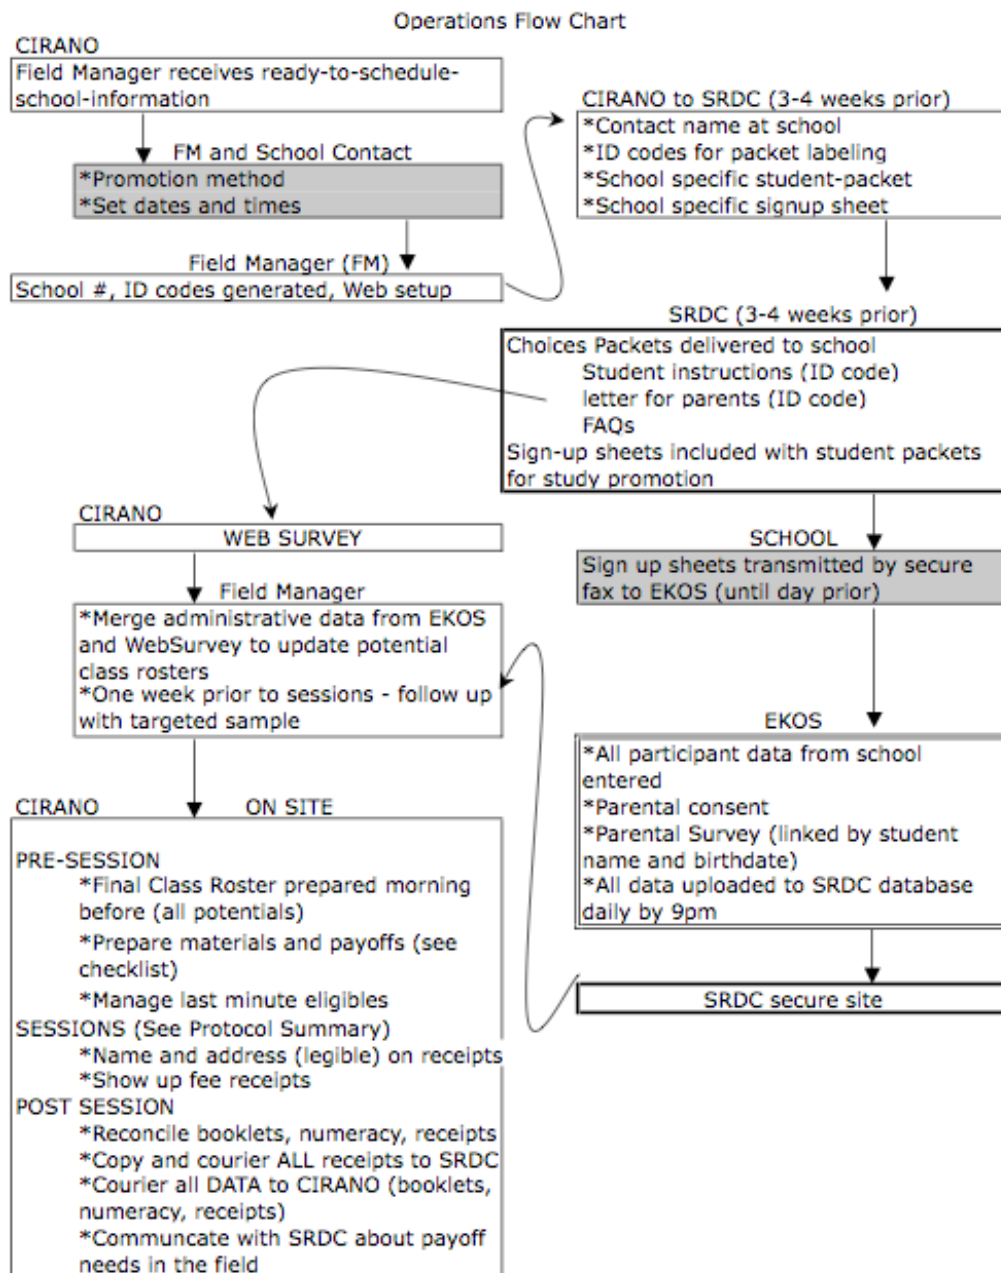 Operations Flow Chart
CIRANO
Field Manager receives ready-to-schedule-
school-information
FM and School Contact
*Promotion method
*Set dates and times
Field Manager (FM)
School #, ID codes generated, Web setup
CIRANO to SRDC (3-4 weeks prior)
*Contact name at school
*ID codes for packet labeling
*School specific student-packet
*School specific signup sheet
SRDC (3-4 weeks prior)
Choices Packets delivered to school
Student instructions (ID code)
letter for parents (ID code)
FAQs
Sign-up sheets included with student packets
for study promotion
CIRANO
WEB SURVEY
Field Manager
*Merge administrative data from EKOS
and WebSurvey to update potential
class rosters
*One week prior to sessions - follow up
with targeted sample
SCHOOL
Sign up sheets transmitted by secure
fax to EKOS (until day prior)
EKOS
*All participant data from school
entered
*Parental consent
*Parental Survey (linked by student
name and birthdate)
*All data uploaded to SRDC database
daily by 9pm
SRDC secure site
CIRANO ON SITE
PRE-SESSION
*Final Class Roster prepared morning
before (all potentials)
*Prepare materials and payoffs (see
checklist)
*Manage last minute eligibles
SESSIONS (See Protocol Summary)
*Name and address (legible) on receipts
*Show up fee receipts
POST SESSION
*Reconcile booklets, numeracy, receipts
*Copy and courier ALL receipts to SRDC
*Courier all DATA to CIRANO (booklets,
numeracy, receipts)
*Communcate with SRDC about payoff
needs in the field